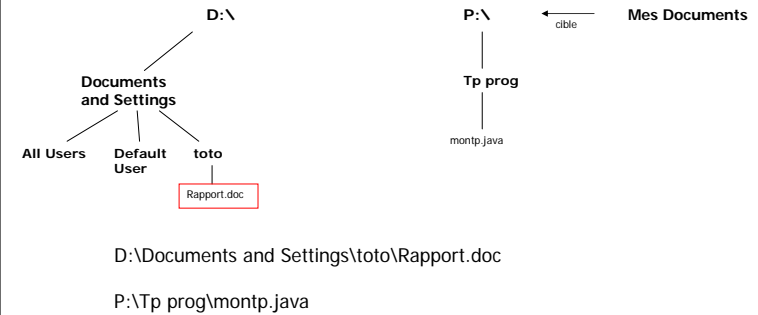 D:\
P:\
cible
Mes Documents
Documents
and Settings
Tp prog
montp.java
All Users
Default
User
toto
Rapport.doc
D:\Documents and Settings\toto\Rapport.doc
P:\Tp prog\montp.java